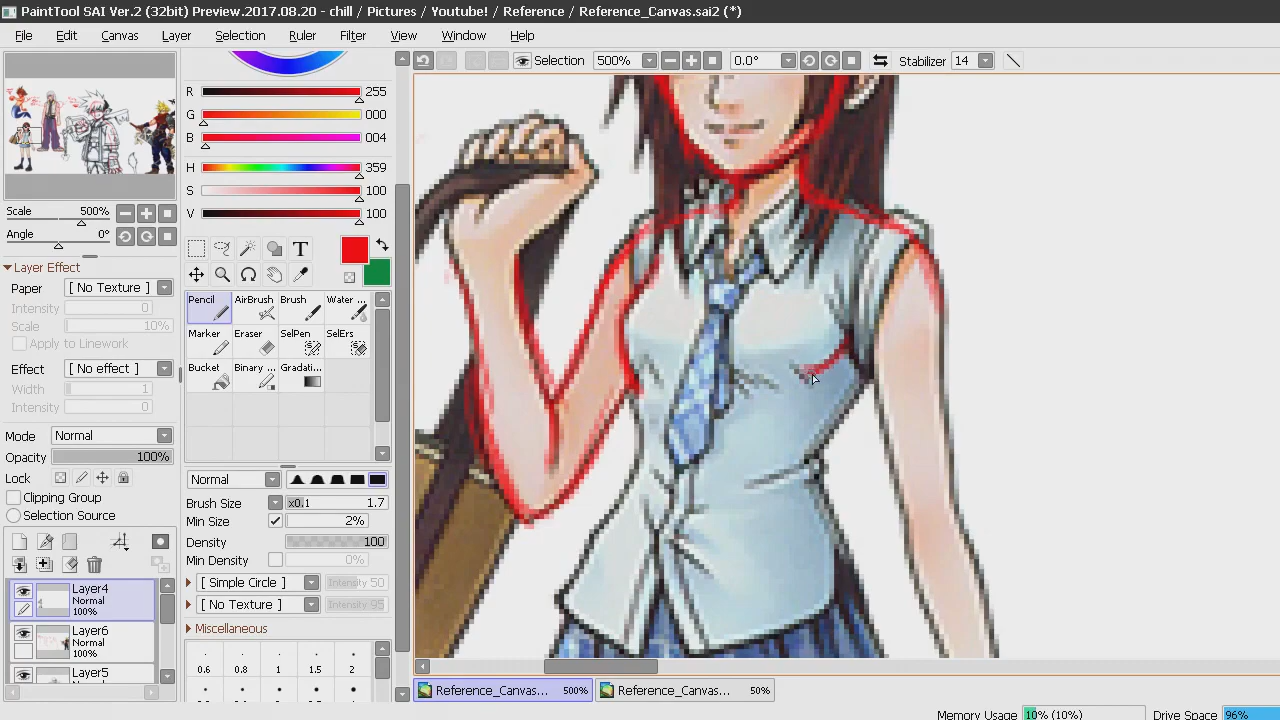 PaintTool SAI Ver.2 (32bit) Preview.2017.08.20 - chill / Pictures / Youtube! / Reference / Reference_Canvas.sai2 (*)
File Edit Canvas Layer Selection Ruler Filter View Window Help
Selection 500% 0.0° Stabilizer 14
R 255
G 000
B 004
H 359
S 100
V 100
Scale 500%
Angle 0°
Layer Effect
Paper [ No Texture ]
Intensity 0
Scale 10%
Apply to Linework
Effect [ No effect ]
Width 1
Intensity 0
Mode Normal
Opacity 100%
Lock
Clipping Group
Selection Source
Layer4
Normal
100%
Layer6
Normal
100%
Layer5
T
Pencil AirBrush Brush Water ..
Marker Eraser SelPen SelErs
Bucket Binary .. Gradati...
Normal
Brush Size x0.1 1.7
Min Size 2%
Density 100
Min Density 0%
[ Simple Circle ] Intensity 50
[ No Texture ] Intensity 95
Miscellaneous
0.6 0.8 1 1.5 2
Reference_Canvas... 500% Reference_Canvas... 50%
Memory Usage 10% (10%) Drive Space 96%